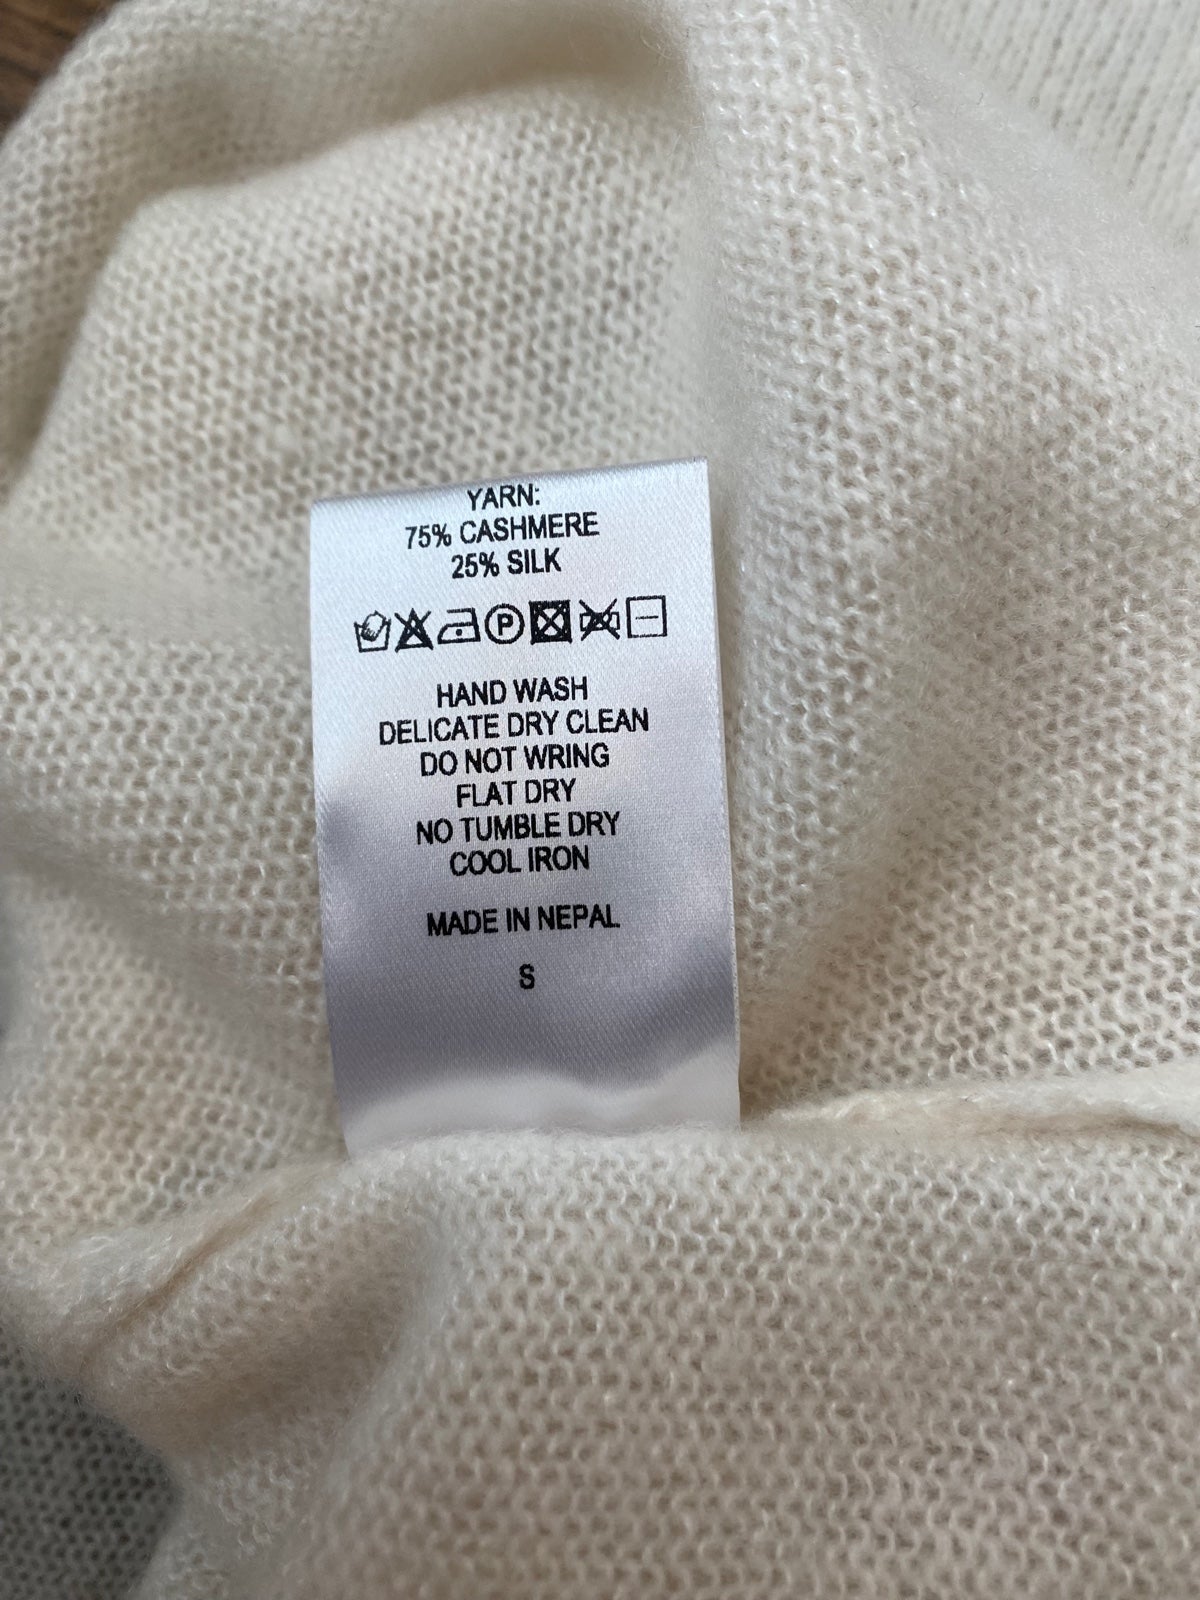 YARN:
75% CASHMERE
25% SILK
P
HAND WASH
DELICATE DRY CLEAN
DO NOT WRING
FLAT DRY
NO TUMBLE DRY
COOL IRON
MADE IN NEPAL
S